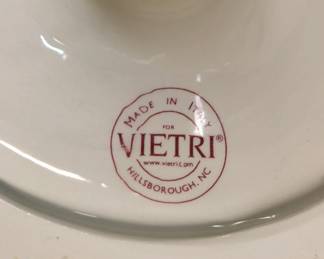 MADE IN ITALY
FOR
VIETRI®
www.vietri.com
HILLSBOROUGH, NC